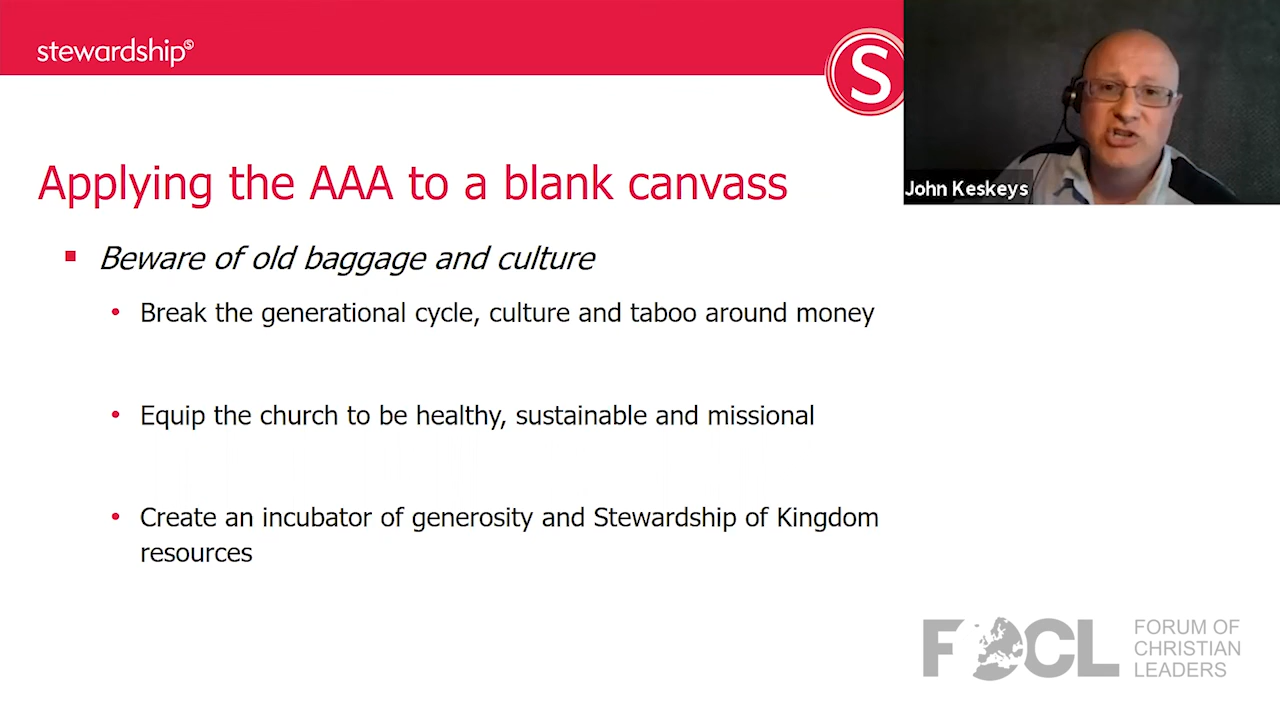 stewardship
S
S
John Keskeys
Applying the AAA to a blank canvass
Beware of old baggage and culture
Break the generational cycle, culture and taboo around money
Equip the church to be healthy, sustainable and missional
Create an incubator of generosity and Stewardship of Kingdom
resources
FOCL
FORUM OF
CHRISTIAN
LEADERS